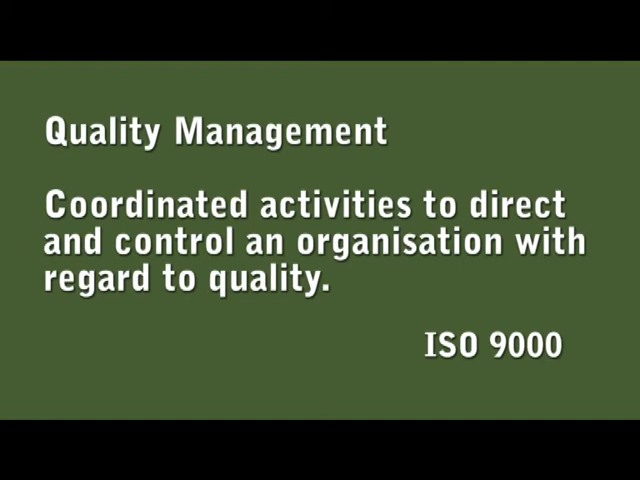 Quality Management
Coordinated activities to direct
and control an organisation with
regard to quality.
ISO 9000